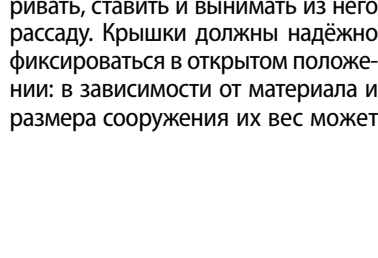 ривать, ставить и вынимать из него
рассаду. Крышки должны надёжно
фиксироваться в открытом положе-
нии: в зависимости от материала и
размера сооружения их вес может